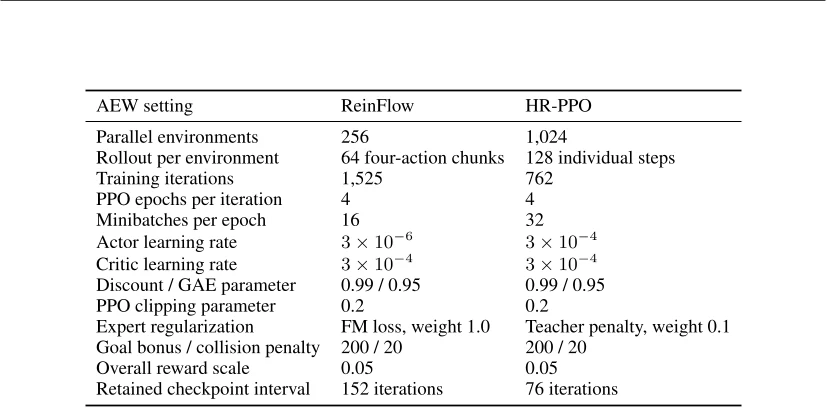 AEW setting ReinFlow HR-PPO
Parallel environments 256 1,024
Rollout per environment 64 four-action chunks 128 individual steps
Training iterations 1,525 762
PPO epochs per iteration 4 4
Minibatches per epoch 16 32
Actor learning rate 3 × 10⁻⁶ 3 × 10⁻⁴
Critic learning rate 3 × 10⁻⁴ 3 × 10⁻⁴
Discount / GAE parameter 0.99 / 0.95 0.99 / 0.95
PPO clipping parameter 0.2 0.2
Expert regularization FM loss, weight 1.0 Teacher penalty, weight 0.1
Goal bonus / collision penalty 200 / 20 200 / 20
Overall reward scale 0.05 0.05
Retained checkpoint interval 152 iterations 76 iterations